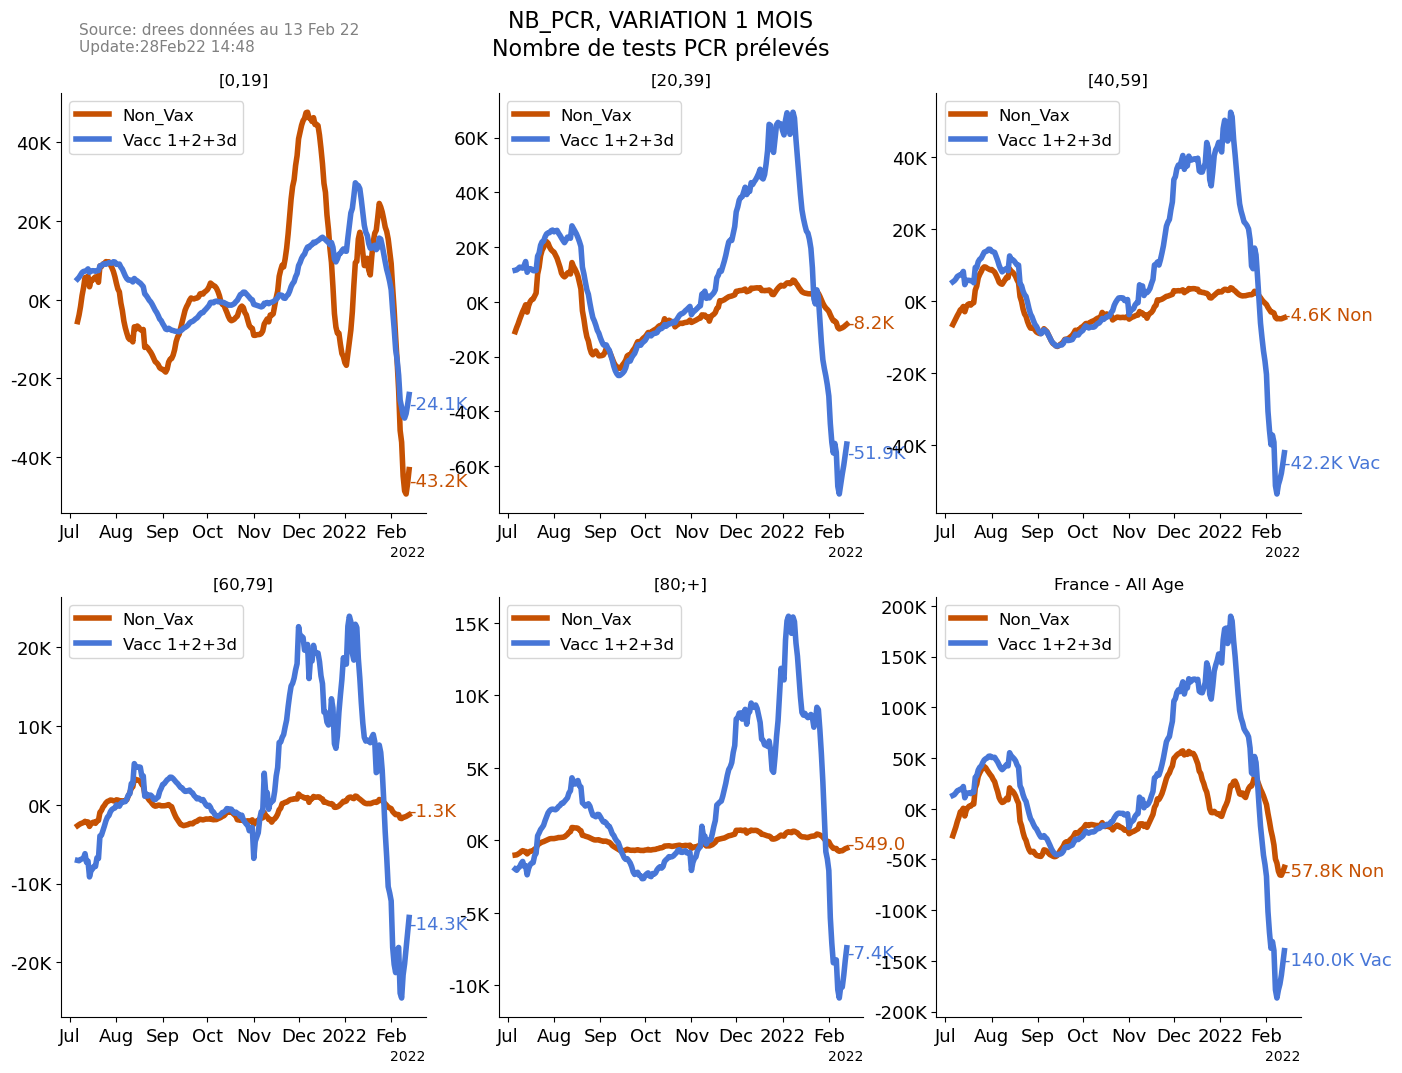 Source: drees données au 13 Feb 22
Update:28Feb22 14:48
NB_PCR, VARIATION 1 MOIS
Nombre de tests PCR prélevés
[0,19]
Non_Vax
Vacc 1+2+3d
40K
20K
0K
-20K
-40K
-24.1K
-43.2K
Jul Aug Sep Oct Nov Dec 2022 Feb
2022
[20,39]
Non_Vax
Vacc 1+2+3d
60K
40K
20K
0K
-20K
-40K
-60K
-8.2K
-51.9K
Jul Aug Sep Oct Nov Dec 2022 Feb
2022
[40,59]
Non_Vax
Vacc 1+2+3d
40K
20K
0K
-20K
-40K
-4.6K Non
-42.2K Vac
Jul Aug Sep Oct Nov Dec 2022 Feb
2022
[60,79]
Non_Vax
Vacc 1+2+3d
20K
10K
0K
-10K
-20K
-1.3K
-14.3K
Jul Aug Sep Oct Nov Dec 2022 Feb
2022
[80;+]
Non_Vax
Vacc 1+2+3d
15K
10K
5K
0K
-5K
-10K
-549.0
-7.4K
Jul Aug Sep Oct Nov Dec 2022 Feb
2022
France - All Age
Non_Vax
Vacc 1+2+3d
200K
150K
100K
50K
0K
-50K
-100K
-150K
-200K
-57.8K Non
-140.0K Vac
Jul Aug Sep Oct Nov Dec 2022 Feb
2022